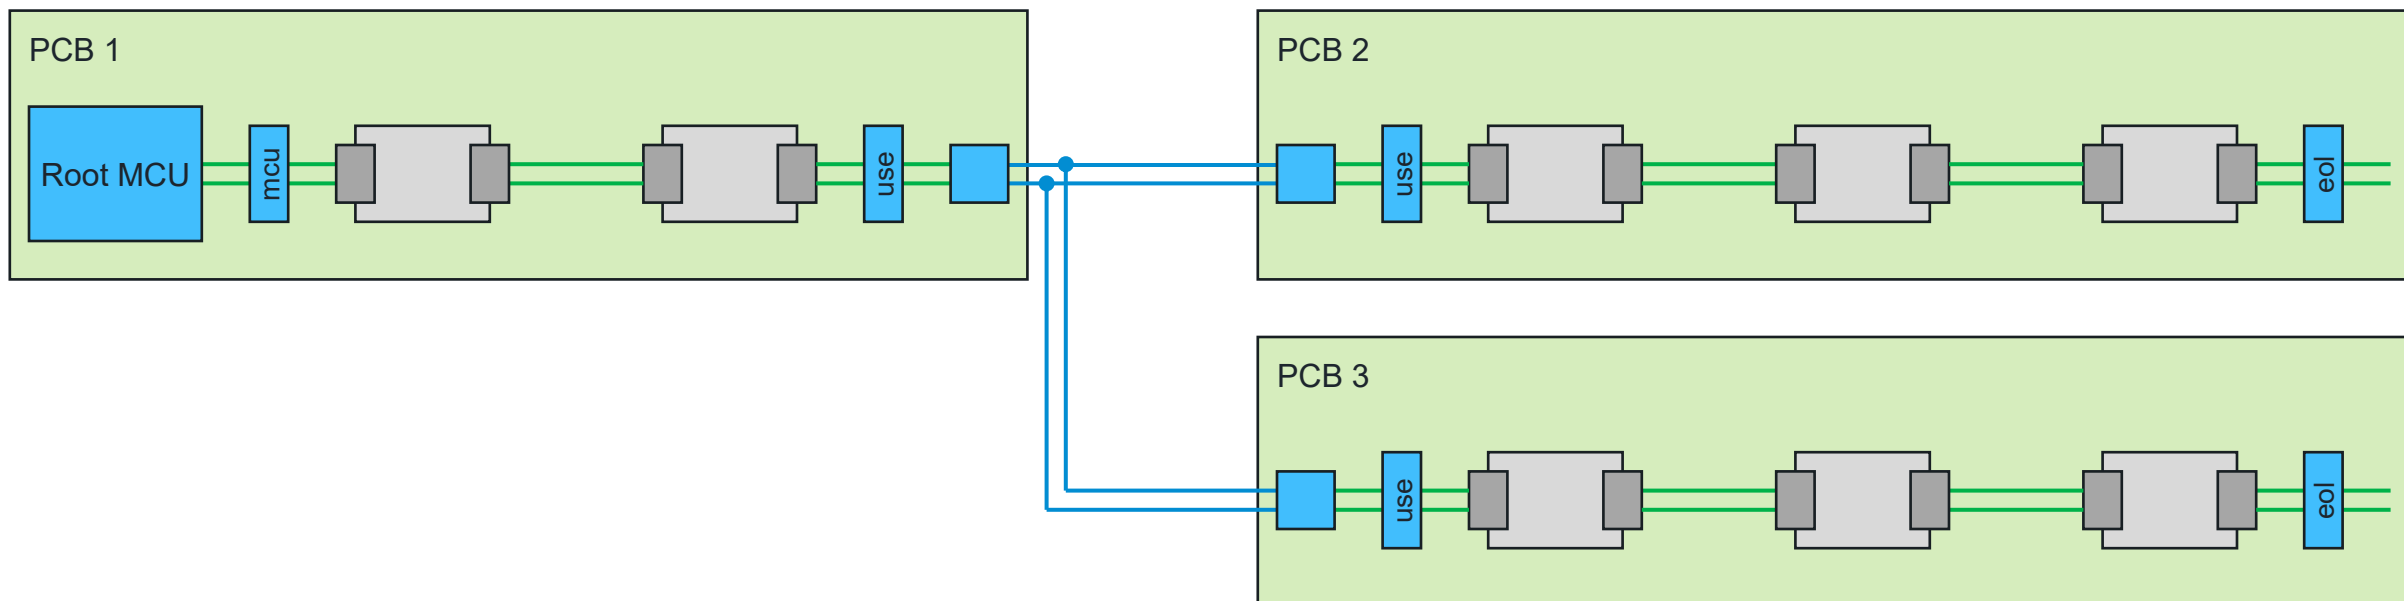 PCB 1
Root MCU
mcu
use
PCB 2
use
eol
PCB 3
use
eol